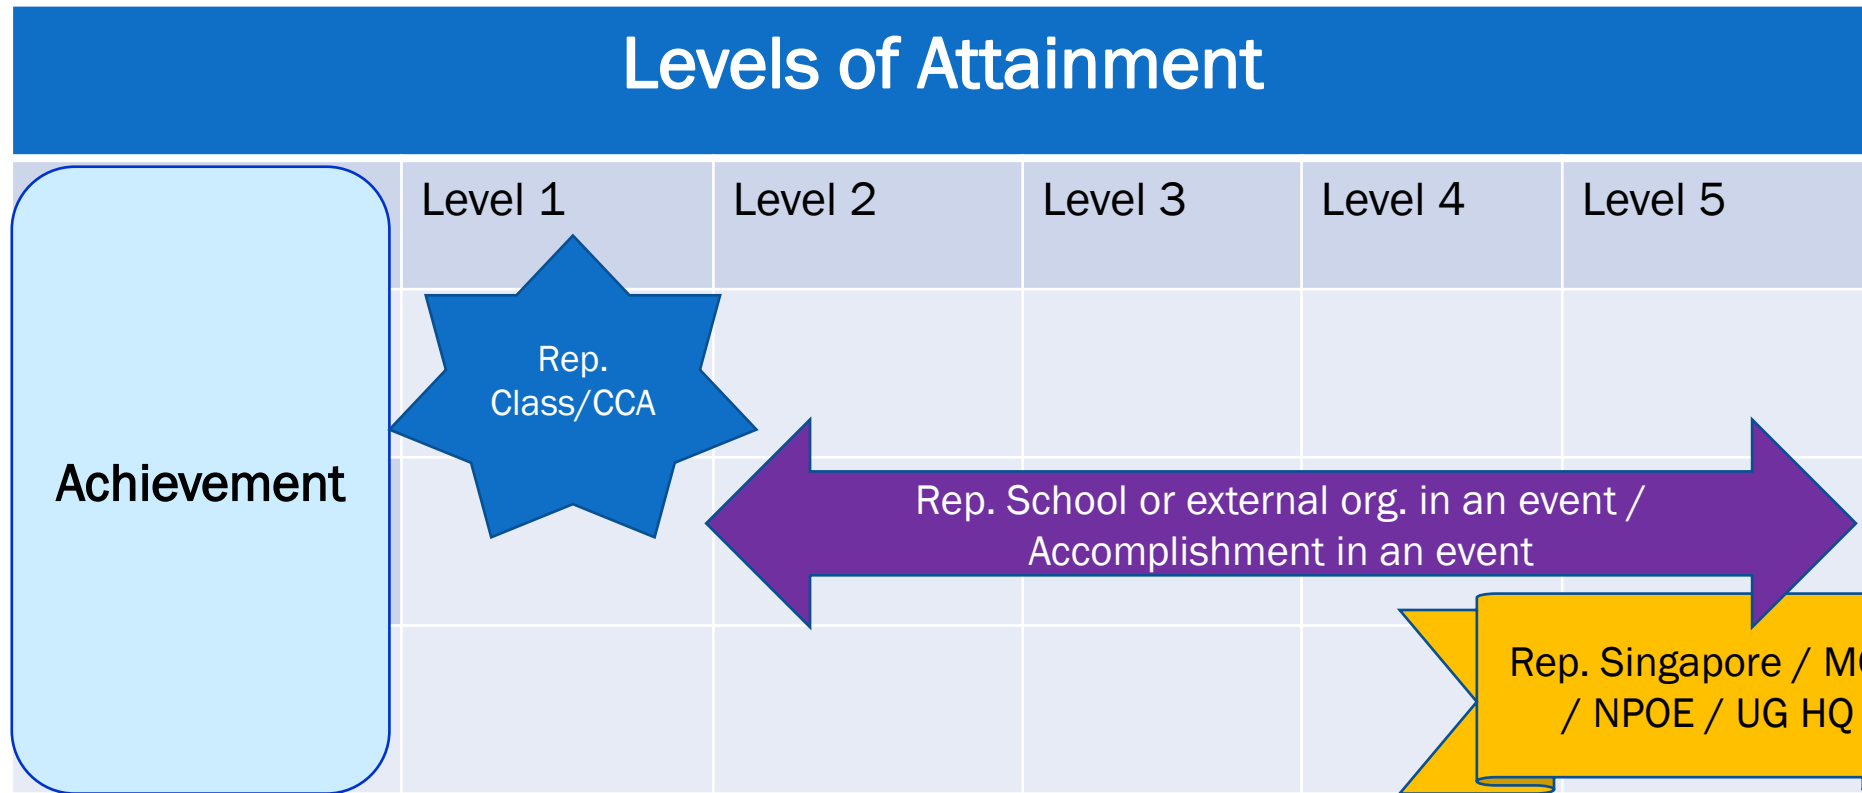 Levels of Attainment
Level 1 Level 2 Level 3 Level 4 Level 5
Rep.
Class/CCA
Achievement
Rep. School or external org. in an event /
Accomplishment in an event
Rep. Singapore /
/ NPOE / UG HQ